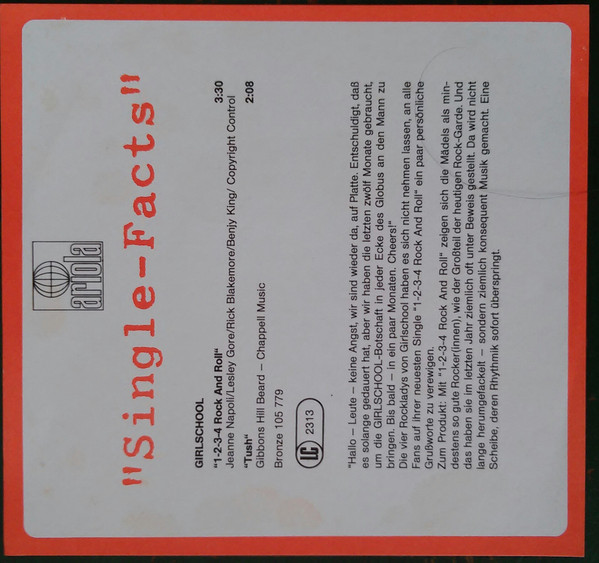 ariola
"Single-Facts"
GIRLSCHOOL
"1-2-3-4 Rock And Roll" 3:30
Jeanne Napoli/Lesley Gore/Rick Blakemore/Benjy King/ Copyright Control
"Tush" 2:08
Gibbons Hill Beard – Chappell Music
Bronze 105 779
LC 2313
"Hallo – Leute – keine Angst, wir sind wieder da, auf Platte. Entschuldigt, daß
es solange gedauert hat, aber wir haben die letzten zwölf Monate gebraucht,
um die GIRLSCHOOL-Botschaft in jeder Ecke des Globus an den Mann zu
bringen. Bis bald – in ein paar Monaten. Cheers!"
Die vier Rockladys von Girlschool haben es sich nicht nehmen lassen, an alle
Fans auf ihrer neuesten Single "1-2-3-4 Rock And Roll" ein paar persönliche
Grußworte zu verewigen.
Zum Produkt: Mit "1-2-3-4 Rock And Roll" zeigen sich die Mädels als min-
destens so gute Rocker(innen), wie der Großteil der heutigen Rock-Garde. Und
das haben sie im letzten Jahr ziemlich oft unter Beweis gestellt. Da wird nicht
lange herumgefackelt – sondern ziemlich konsequent Musik gemacht. Eine
Scheibe, deren Rhythmik sofort überspringt.